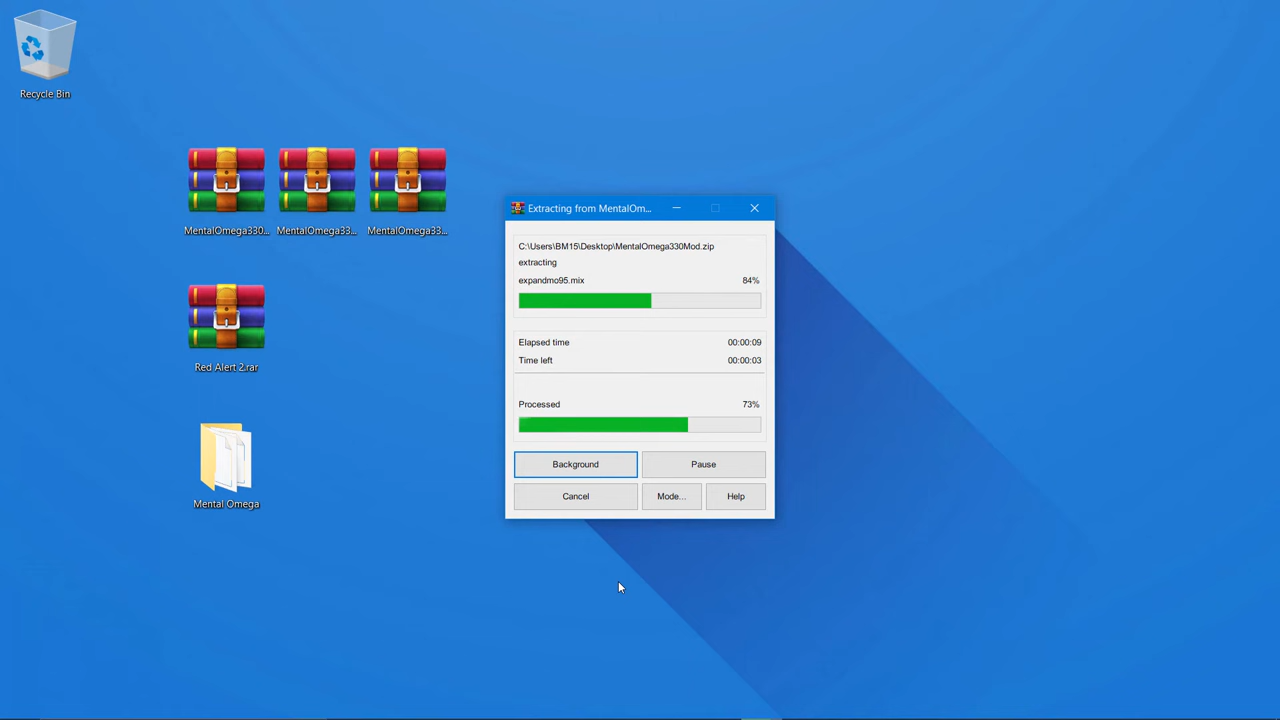 Recycle Bin
MentalOmega330...
MentalOmega33...
MentalOmega33...
Red Alert 2.rar
Mental Omega
Extracting from MentalOm...
C:\Users\BM15\Desktop\MentalOmega330Mod.zip
extracting
expandmo95.mix 84%
Elapsed time 00:00:09
Time left 00:00:03
Processed 73%
Background Pause
Cancel Mode... Help